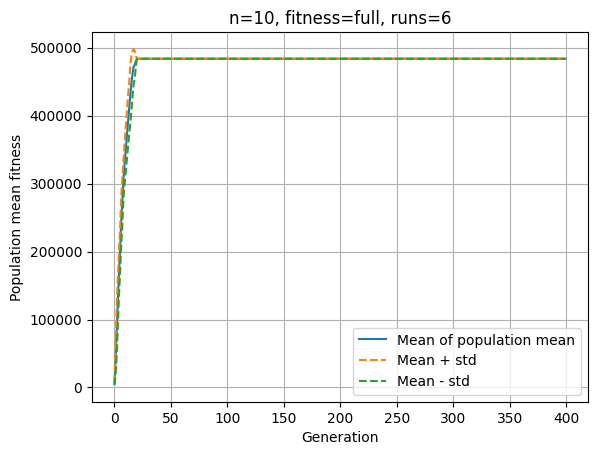 n=10, fitness=full, runs=6
Population mean fitness
500000
400000
300000
200000
100000
0
0 50 100 150 200 250 300 350 400
Generation
Mean of population mean
Mean + std
Mean - std